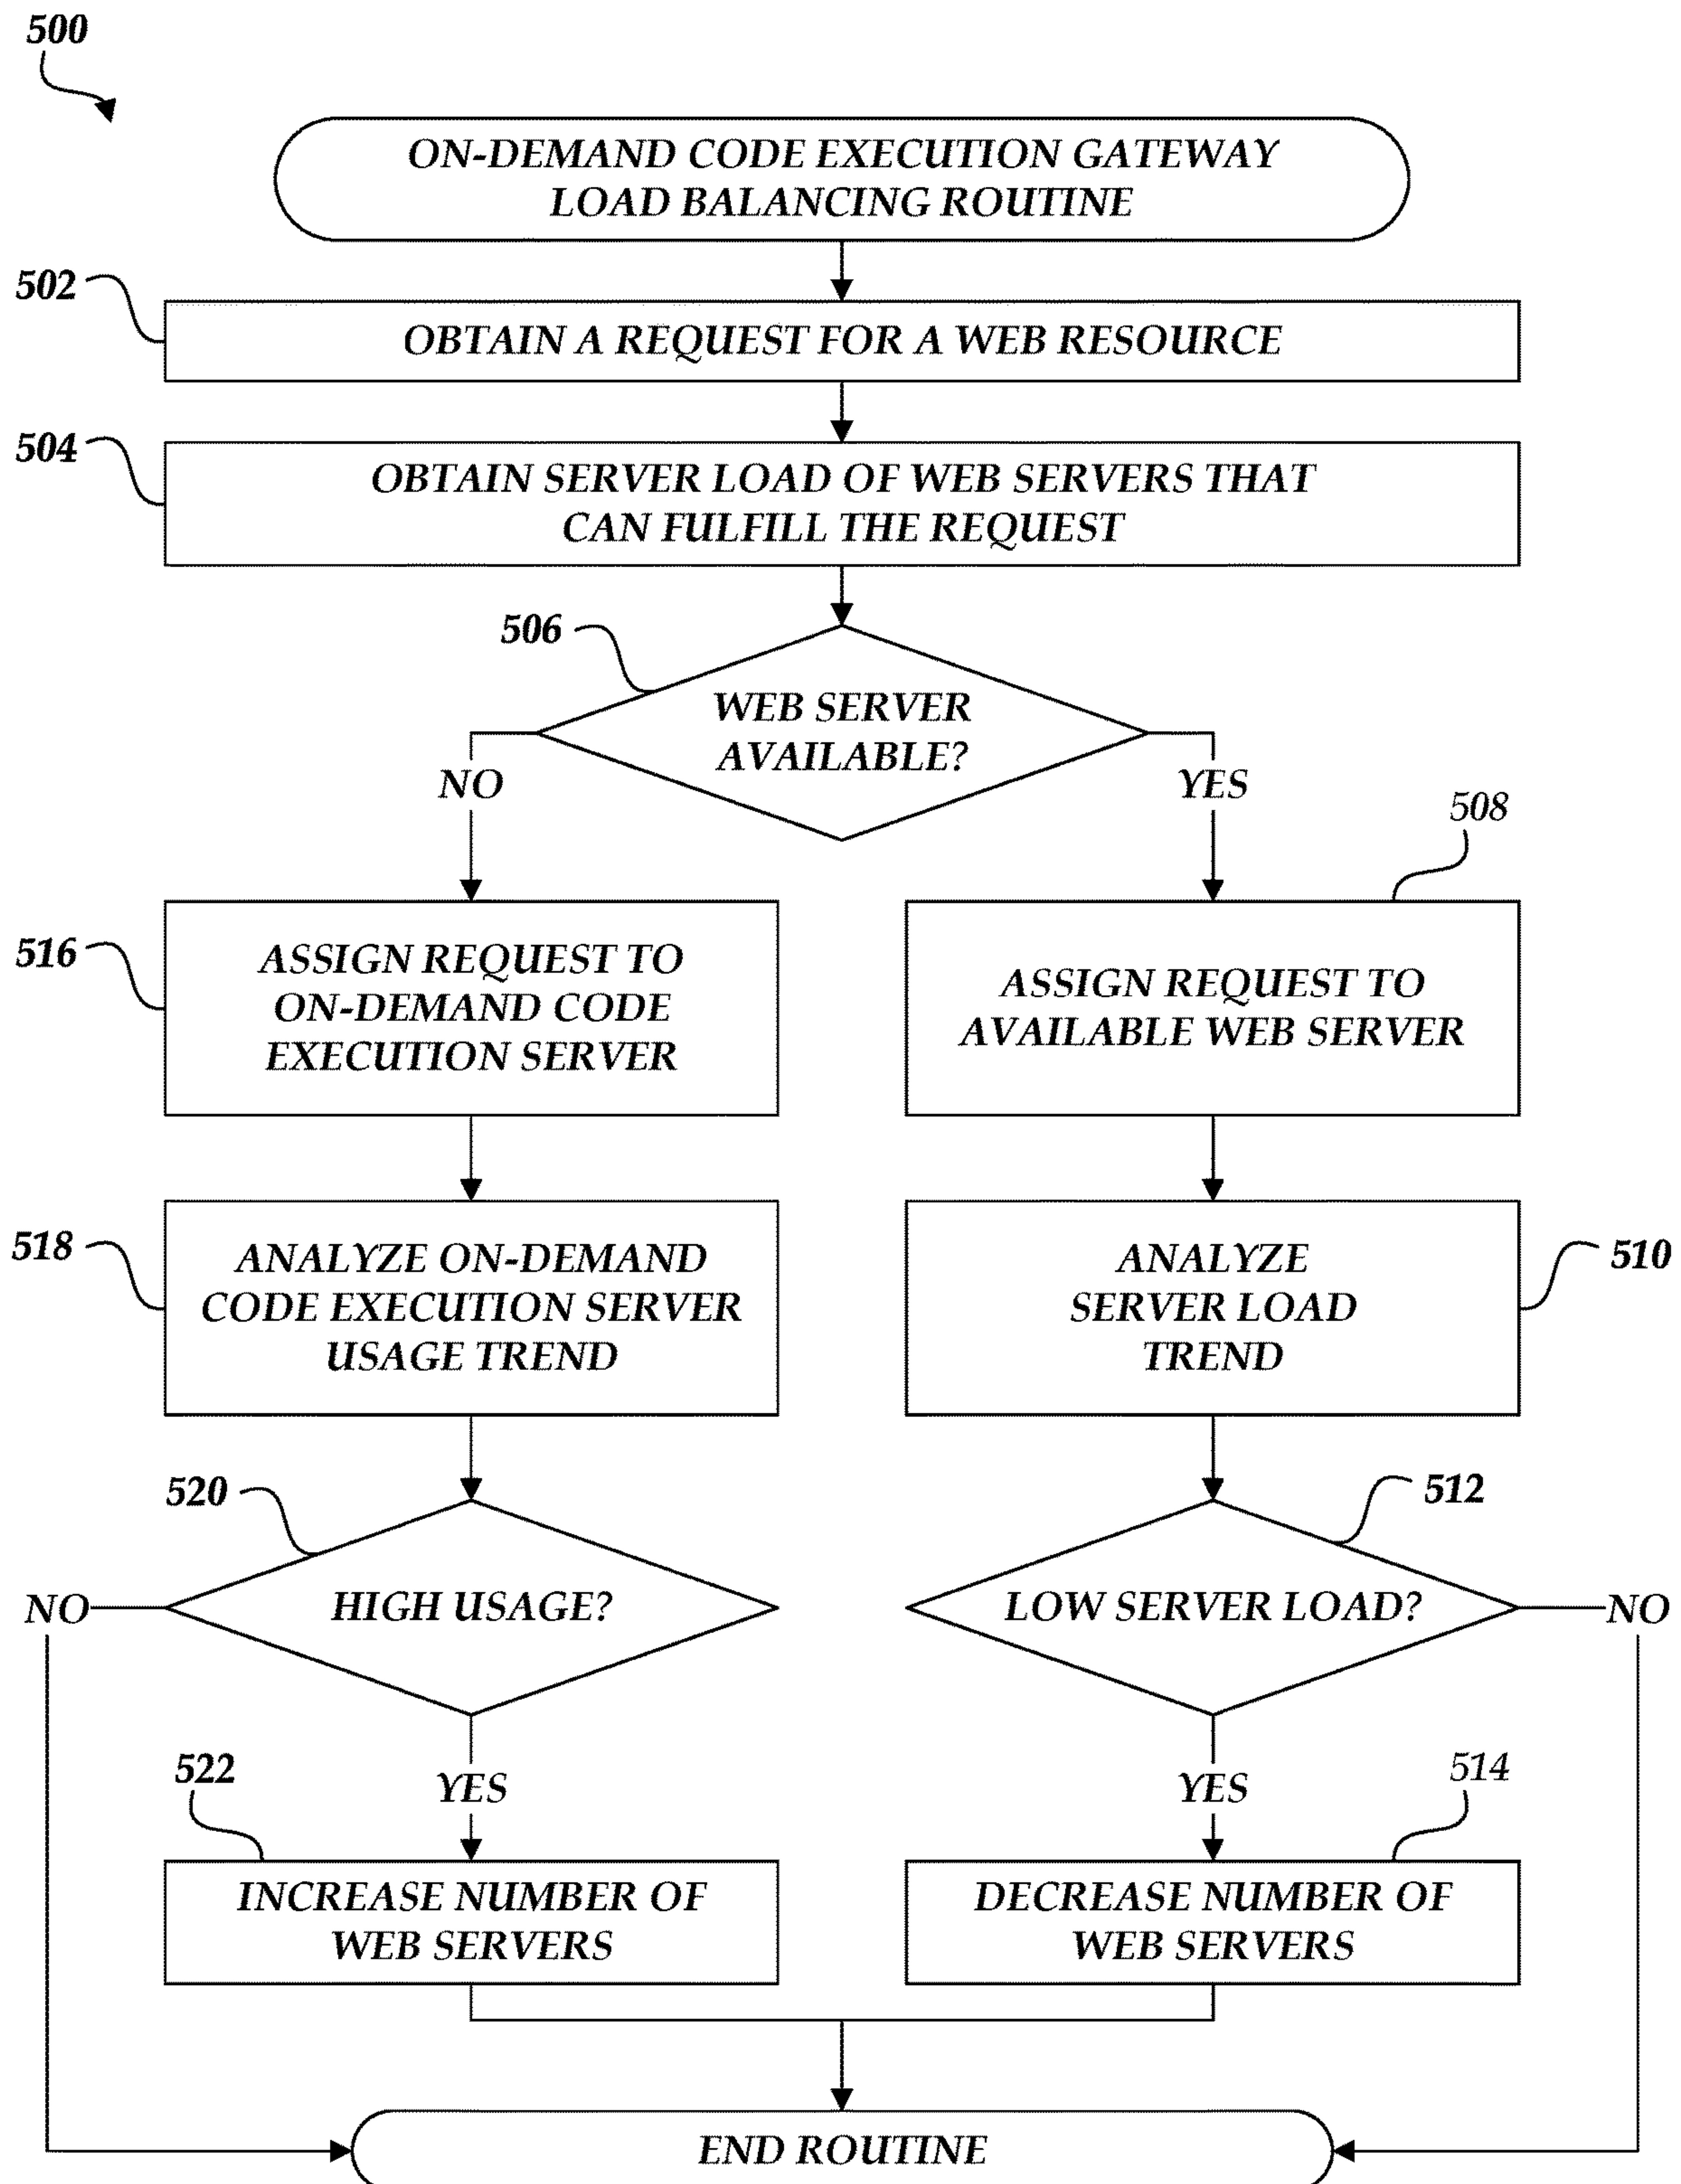 500
ON-DEMAND CODE EXECUTION GATEWAY
LOAD BALANCING ROUTINE
502
OBTAIN A REQUEST FOR A WEB RESOURCE
504
OBTAIN SERVER LOAD OF WEB SERVERS THAT
CAN FULFILL THE REQUEST
506
WEB SERVER
AVAILABLE?
NO
YES
508
516
ASSIGN REQUEST TO
ON-DEMAND CODE
EXECUTION SERVER
ASSIGN REQUEST TO
AVAILABLE WEB SERVER
518
ANALYZE ON-DEMAND
CODE EXECUTION SERVER
USAGE TREND
ANALYZE
SERVER LOAD
TREND
510
520
512
NO
HIGH USAGE?
LOW SERVER LOAD?
NO
522
YES
YES
514
INCREASE NUMBER OF
WEB SERVERS
DECREASE NUMBER OF
WEB SERVERS
END ROUTINE